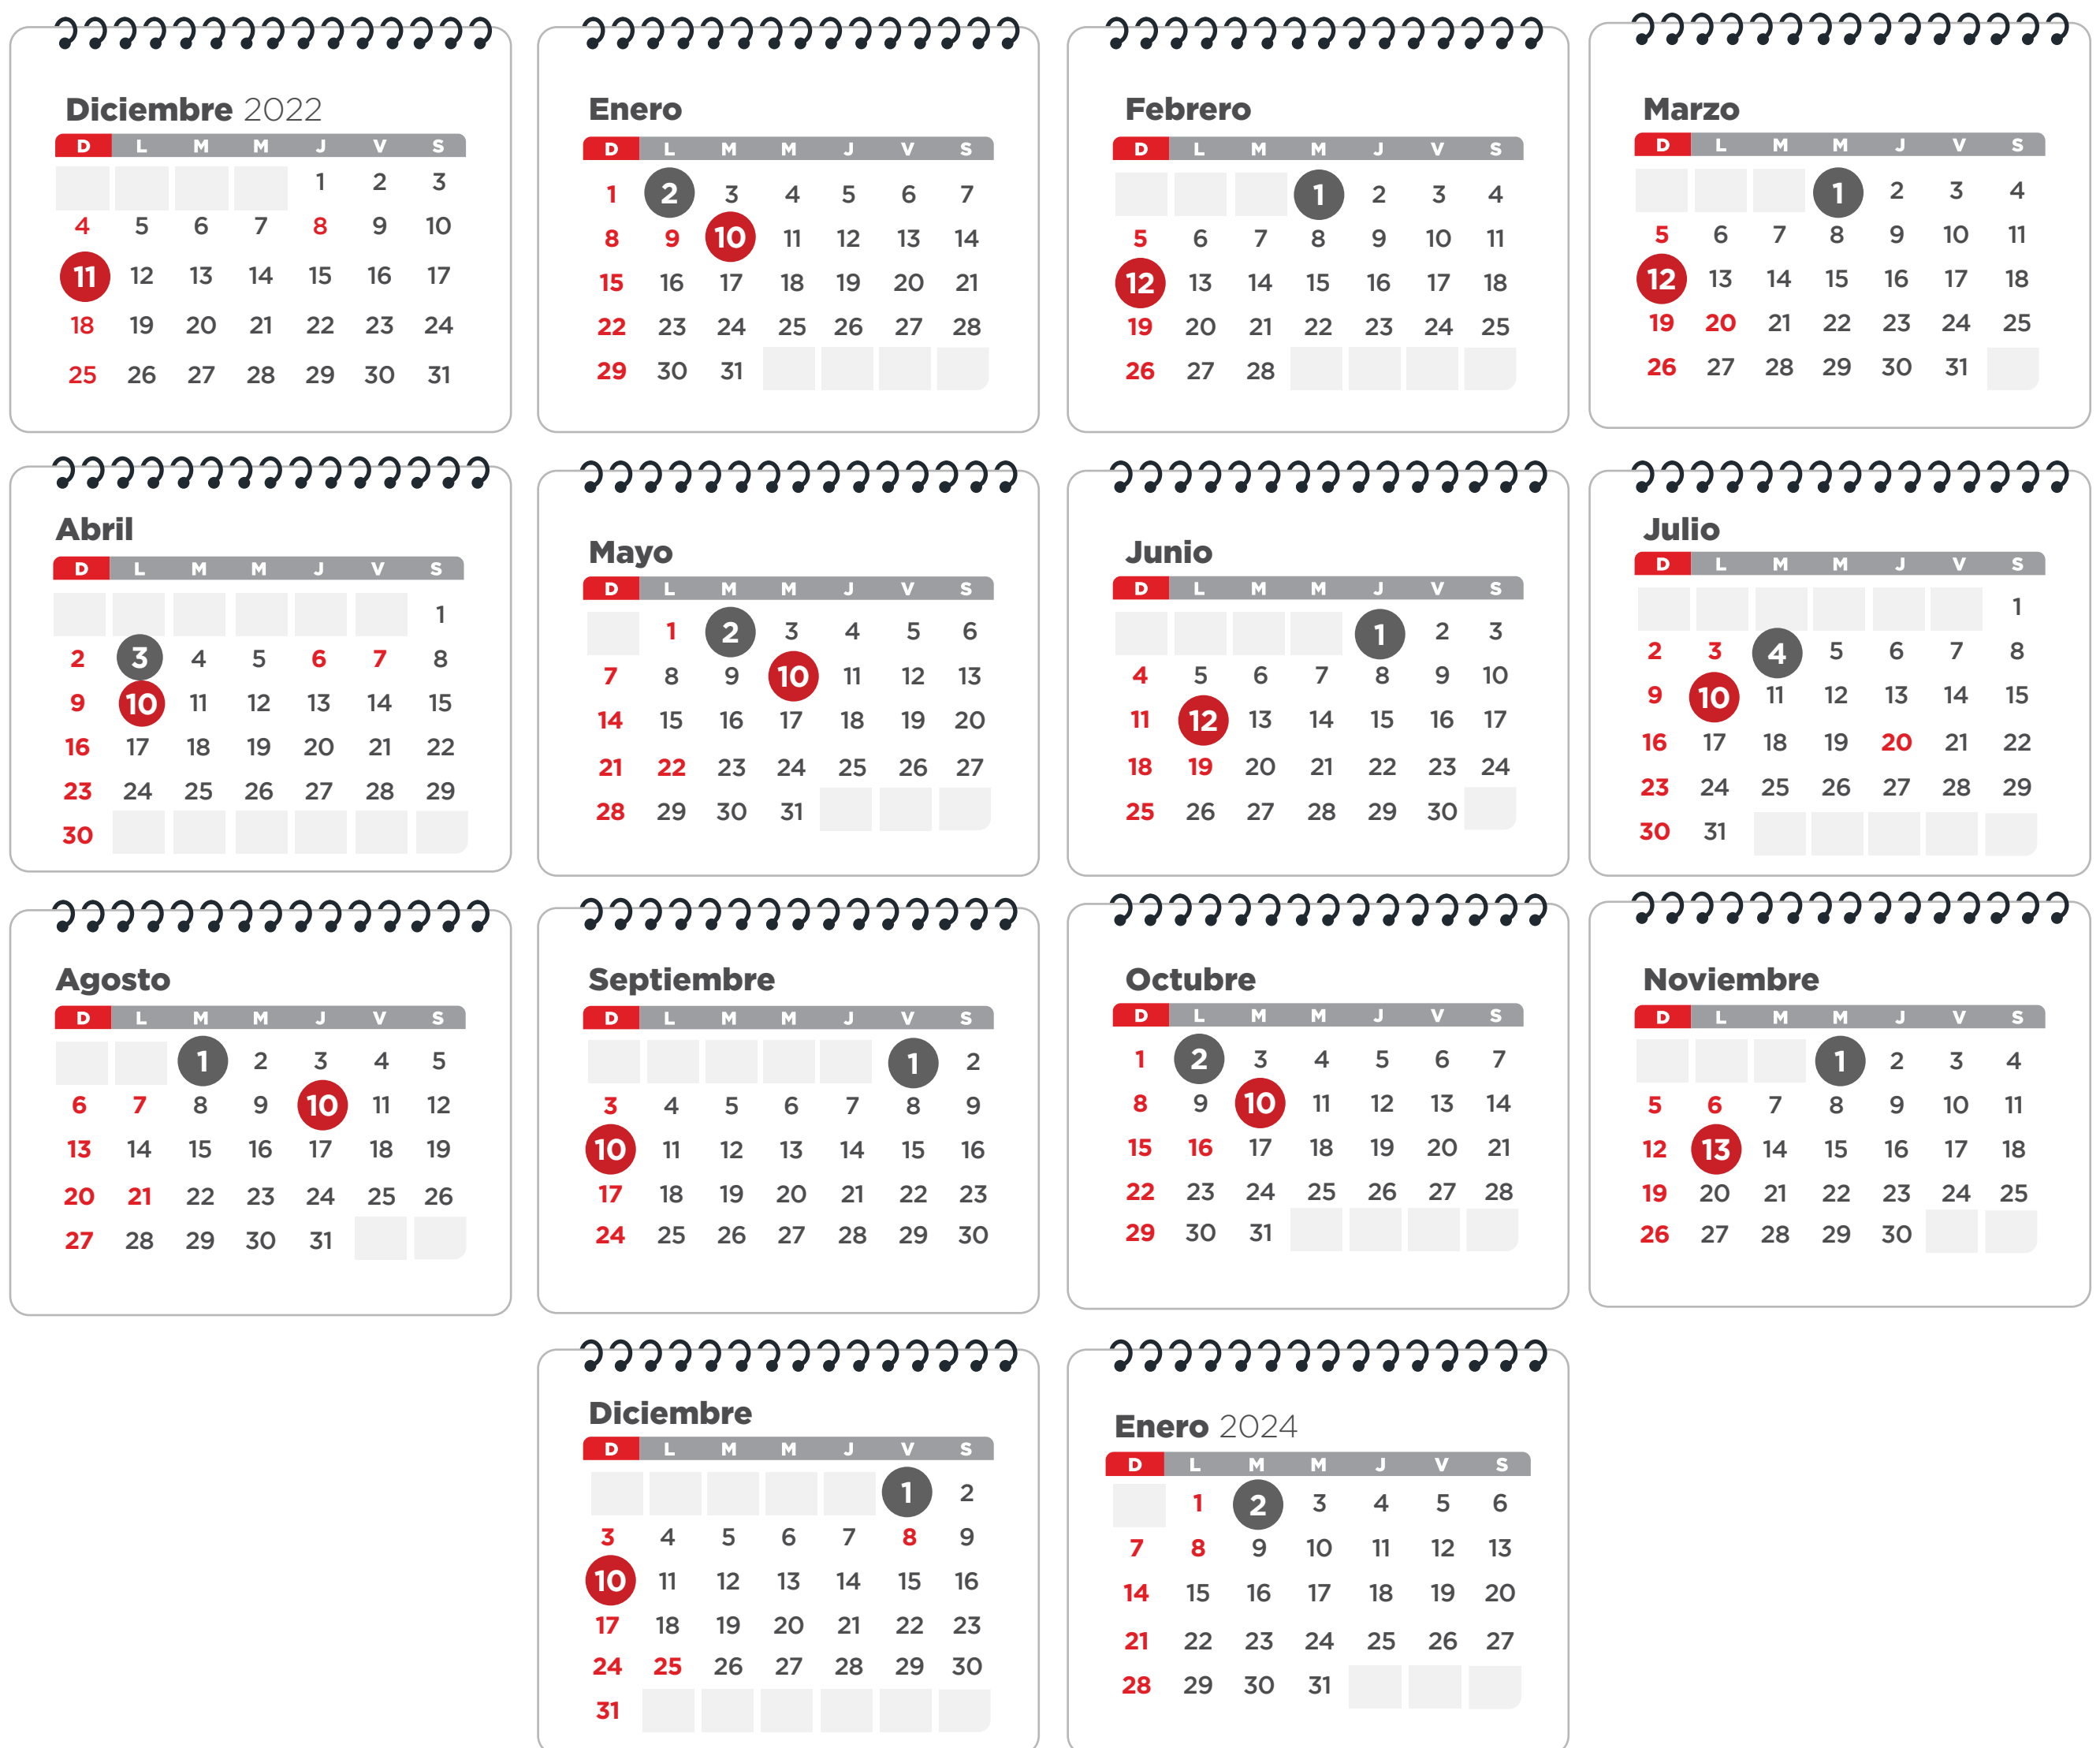 Diciembre 2022
D L M M J V S
1 2 3
4 5 6 7 8 9 10
11 12 13 14 15 16 17
18 19 20 21 22 23 24
25 26 27 28 29 30 31
Enero
D L M M J V S
1 2 3 4 5 6 7
8 9 10 11 12 13 14
15 16 17 18 19 20 21
22 23 24 25 26 27 28
29 30 31
Febrero
D L M M J V S
1 2 3 4
5 6 7 8 9 10 11
12 13 14 15 16 17 18
19 20 21 22 23 24 25
26 27 28
Marzo
D L M M J V S
1 2 3 4
5 6 7 8 9 10 11
12 13 14 15 16 17 18
19 20 21 22 23 24 25
26 27 28 29 30 31
Abril
D L M M J V S
1
2 3 4 5 6 7 8
9 10 11 12 13 14 15
16 17 18 19 20 21 22
23 24 25 26 27 28 29
30
Mayo
D L M M J V S
1 2 3 4 5 6
7 8 9 10 11 12 13
14 15 16 17 18 19 20
21 22 23 24 25 26 27
28 29 30 31
Junio
D L M M J V S
1 2 3
4 5 6 7 8 9 10
11 12 13 14 15 16 17
18 19 20 21 22 23 24
25 26 27 28 29 30
Julio
D L M M J V S
1
2 3 4 5 6 7 8
9 10 11 12 13 14 15
16 17 18 19 20 21 22
23 24 25 26 27 28 29
30 31
Agosto
D L M M J V S
1 2 3 4 5
6 7 8 9 10 11 12
13 14 15 16 17 18 19
20 21 22 23 24 25 26
27 28 29 30 31
Septiembre
D L M M J V S
1 2
3 4 5 6 7 8 9
10 11 12 13 14 15 16
17 18 19 20 21 22 23
24 25 26 27 28 29 30
Octubre
D L M M J V S
1 2 3 4 5 6 7
8 9 10 11 12 13 14
15 16 17 18 19 20 21
22 23 24 25 26 27 28
29 30 31
Noviembre
D L M M J V S
1 2 3 4
5 6 7 8 9 10 11
12 13 14 15 16 17 18
19 20 21 22 23 24 25
26 27 28 29 30
Diciembre
D L M M J V S
1 2
3 4 5 6 7 8 9
10 11 12 13 14 15 16
17 18 19 20 21 22 23
24 25 26 27 28 29 30
31
Enero 2024
D L M M J V S
1 2 3 4 5 6
7 8 9 10 11 12 13
14 15 16 17 18 19 20
21 22 23 24 25 26 27
28 29 30 31